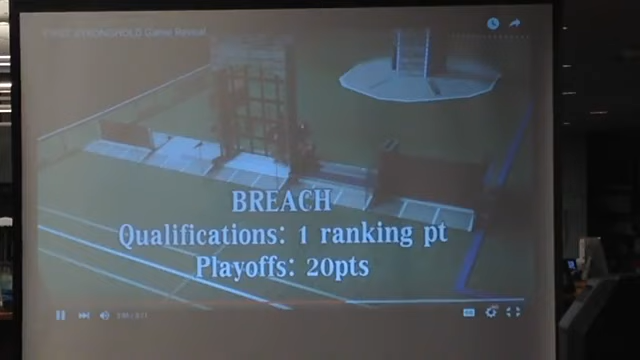 FIRST STRONGHOLD Game Reveal
BREACH
Qualifications: 1 ranking pt
Playoffs: 20pts